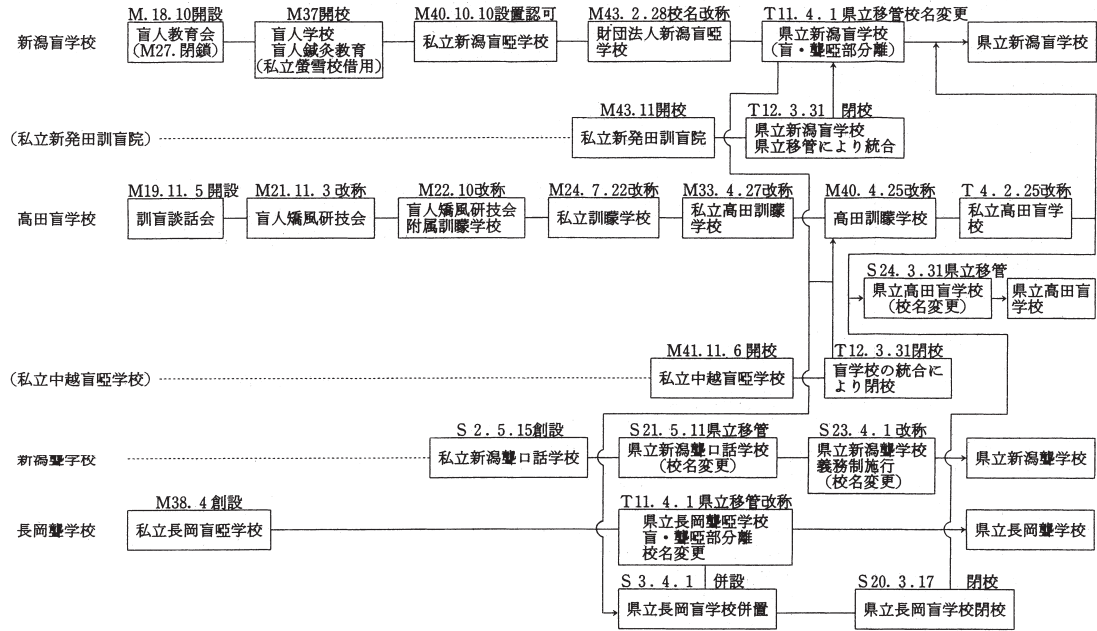 M.18.10開設
M37開校
M40.10.10設置認可
M43.2.28校名改称
T11.4.1県立移管校名変更
新潟盲学校
盲人教育会
(M27.閉鎖)
盲人学校
盲人鍼灸教育
(私立螢雪校借用)
私立新潟盲唖学校
財団法人新潟盲唖
学校
県立新潟盲学校
(盲・聾唖部分離)
県立新潟盲学校
M43.11開校
T12.3.31 閉校
(私立新発田訓盲院)
私立新発田訓盲院
県立新潟盲学校
県立移管により統合
M19.11.5開設
M21.11.3改称
M22.10改称
M24.7.22改称
M33.4.27改称
M40.4.25改称
T4.2.25改称
高田盲学校
訓盲談話会
盲人矯風研技会
盲人矯風研技会
附属訓矇学校
私立訓矇学校
私立高田訓矇
学校
高田訓矇学校
私立高田盲学
校
S24.3.31県立移管
県立高田盲学校
(校名変更)
県立高田盲
学校
M41.11.6開校
T12.3.31閉校
(私立中越盲唖学校)
私立中越盲唖学校
盲学校の統合に
より閉校
S2.5.15創設
S21.5.11県立移管
S23.4.1改称
新潟聾学校
私立新潟聾口話学校
県立新潟聾口話学校
(校名変更)
県立新潟聾学校
義務制施行
(校名変更)
県立新潟聾学校
M38.4創設
T11.4.1県立移管改称
長岡聾学校
私立長岡盲唖学校
県立長岡聾唖学校
盲・聾唖部分離
校名変更
県立長岡聾学校
S3.4.1 併設
S20.3.17 閉校
県立長岡盲学校併置
県立長岡盲学校閉校